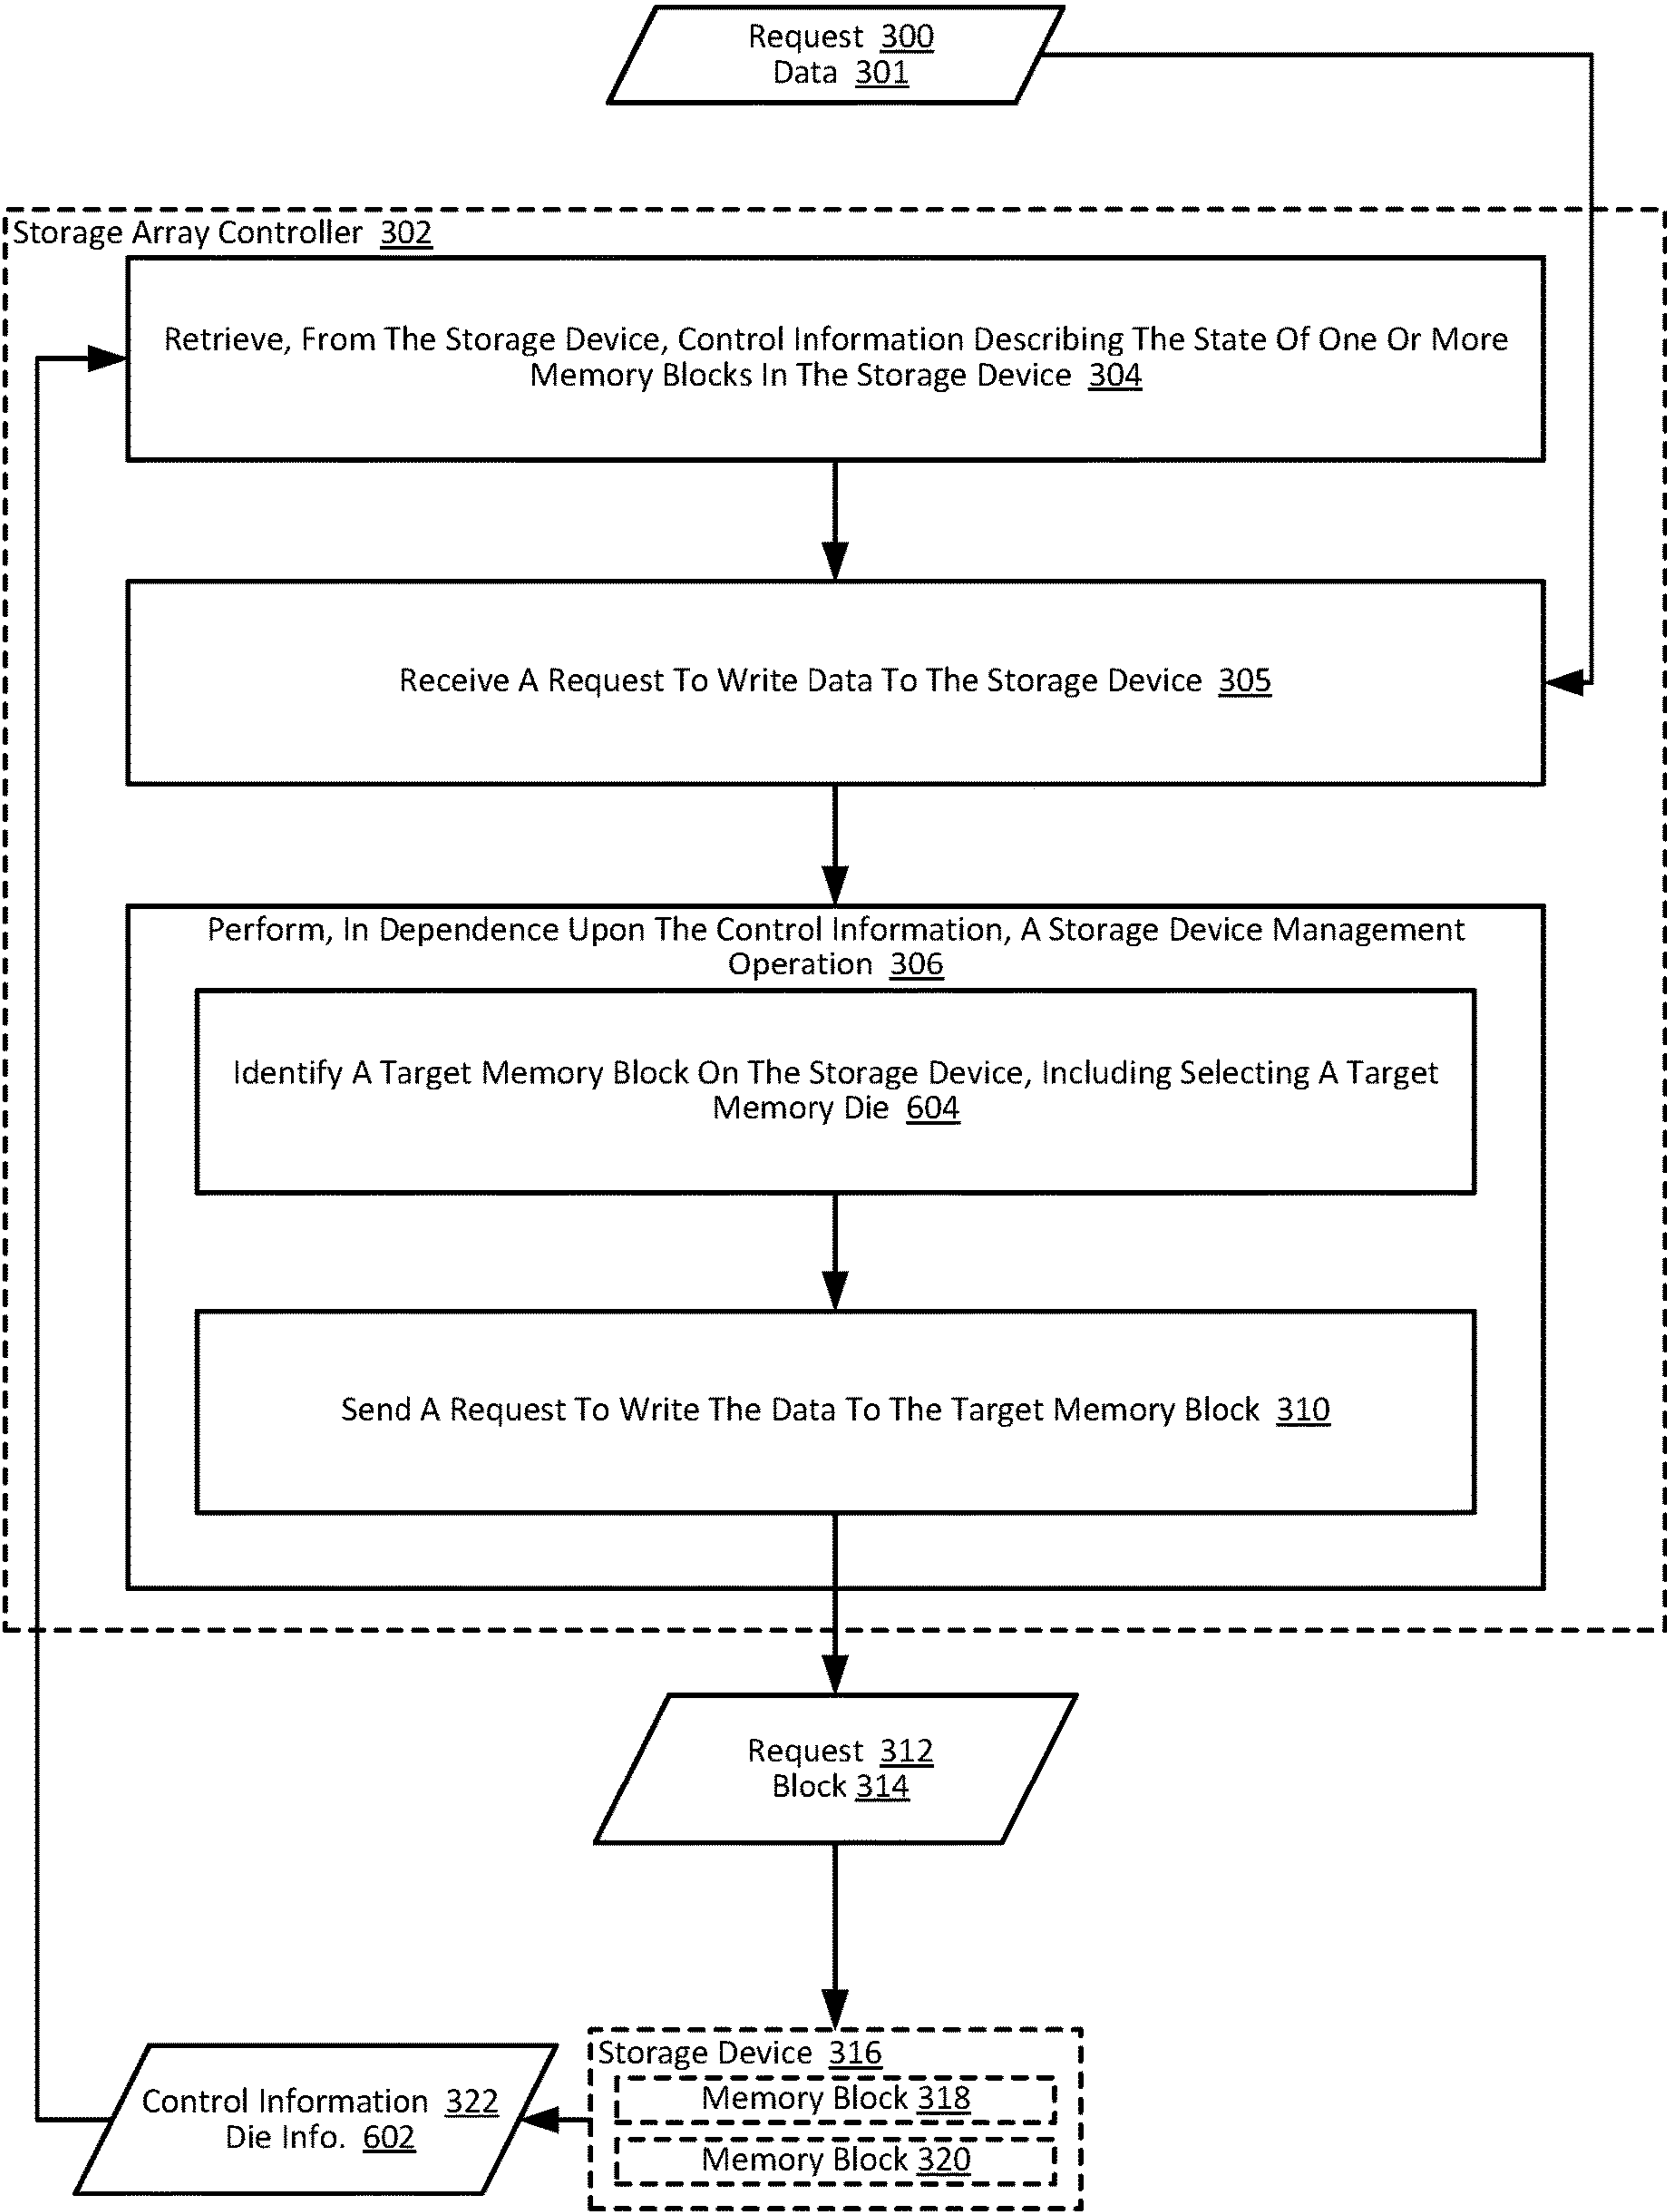 Request 300
Data 301
Storage Array Controller 302
Retrieve, From The Storage Device, Control Information Describing The State Of One Or More
Memory Blocks In The Storage Device 304
Receive A Request To Write Data To The Storage Device 305
Perform, In Dependence Upon The Control Information, A Storage Device Management
Operation 306
Identify A Target Memory Block On The Storage Device, Including Selecting A Target
Memory Die 604
Send A Request To Write The Data To The Target Memory Block 310
Request 312
Block 314
Storage Device 316
Memory Block 318
Memory Block 320
Control Information 322
Die Info. 602